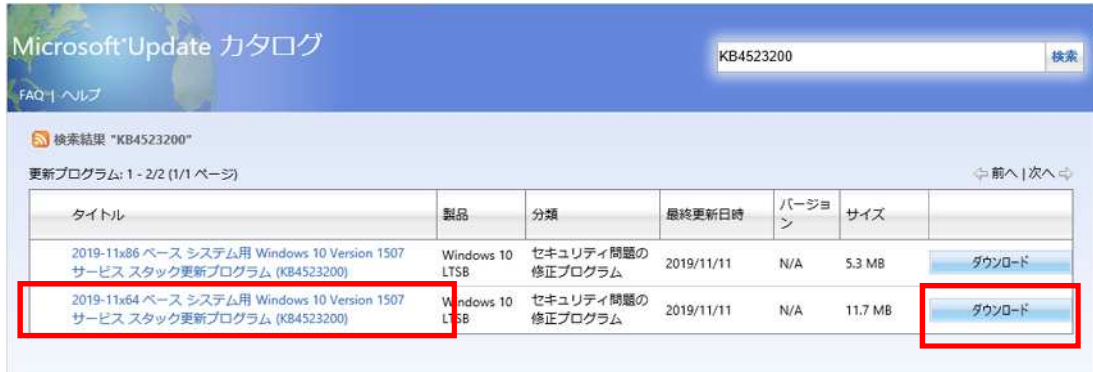 Microsoft Update カタログ
KB4523200
検索
FAQ | ヘルプ
検索結果 "KB4523200"
更新プログラム: 1 - 2/2 (1/1 ページ)
前へ | 次へ
タイトル 製品 分類 最終更新日時 バージョン サイズ
2019-11x86 ベース システム用 Windows 10 Version 1507
サービス スタック更新プログラム (KB4523200)
Windows 10
LTSB
セキュリティ問題の
修正プログラム
2019/11/11 N/A 5.3 MB ダウンロード
2019-11x64 ベース システム用 Windows 10 Version 1507
サービス スタック更新プログラム (KB4523200)
Windows 10
LTSB
セキュリティ問題の
修正プログラム
2019/11/11 N/A 11.7 MB ダウンロード